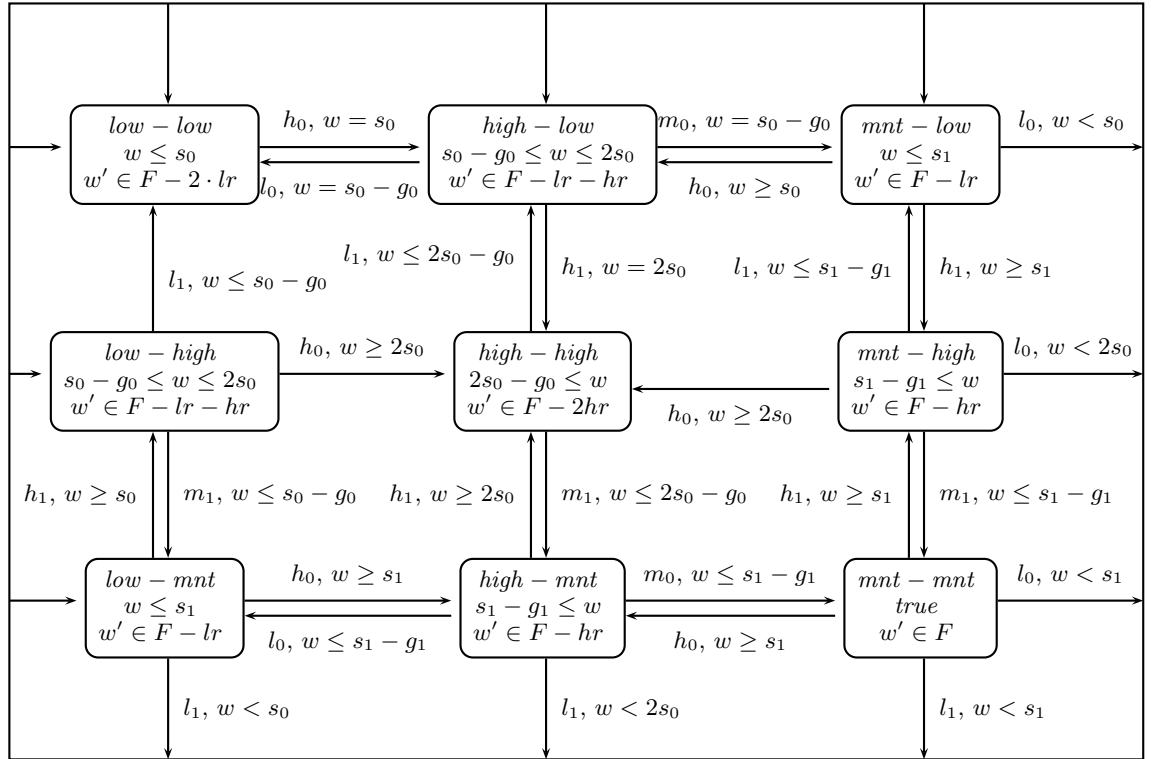 low − low
w ≤ s₀
w′ ∈ F − 2 · lr
h₀, w = s₀
l₀, w = s₀ − g₀
high − low
s₀ − g₀ ≤ w ≤ 2s₀
w′ ∈ F − lr − hr
m₀, w = s₀ − g₀
h₀, w ≥ s₀
mnt − low
w ≤ s₁
w′ ∈ F − lr
l₀, w < s₀
l₁, w ≤ s₀ − g₀
l₁, w ≤ 2s₀ − g₀
h₁, w = 2s₀
l₁, w ≤ s₁ − g₁
h₁, w ≥ s₁
low − high
s₀ − g₀ ≤ w ≤ 2s₀
w′ ∈ F − lr − hr
h₀, w ≥ 2s₀
high − high
2s₀ − g₀ ≤ w
w′ ∈ F − 2hr
h₀, w ≥ 2s₀
mnt − high
s₁ − g₁ ≤ w
w′ ∈ F − hr
l₀, w < 2s₀
h₁, w ≥ s₀
m₁, w ≤ s₀ − g₀
h₁, w ≥ 2s₀
m₁, w ≤ 2s₀ − g₀
h₁, w ≥ s₁
m₁, w ≤ s₁ − g₁
low − mnt
w ≤ s₁
w′ ∈ F − lr
h₀, w ≥ s₁
l₀, w ≤ s₁ − g₁
high − mnt
s₁ − g₁ ≤ w
w′ ∈ F − hr
m₀, w ≤ s₁ − g₁
h₀, w ≥ s₁
mnt − mnt
true
w′ ∈ F
l₀, w < s₁
l₁, w < s₀
l₁, w < 2s₀
l₁, w < s₁